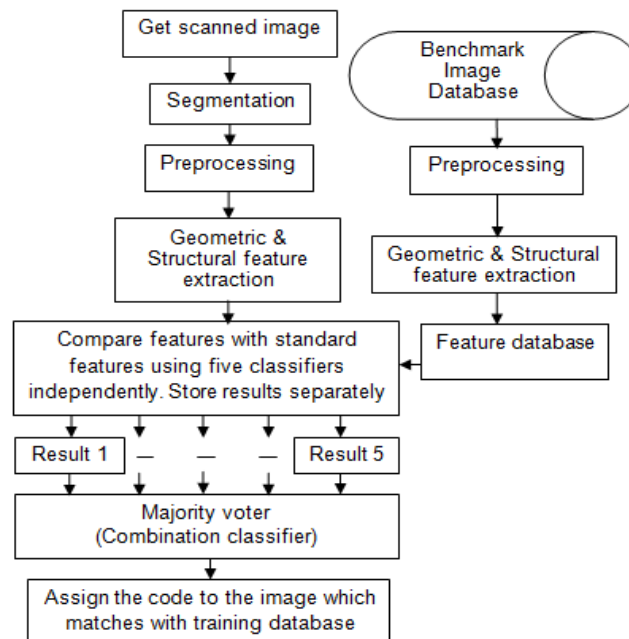 Get scanned image
Segmentation
Preprocessing
Geometric &
Structural feature
extraction
Benchmark
Image
Database
Preprocessing
Geometric & Structural
feature extraction
Feature database
Compare features with standard
features using five classifiers
independently. Store results separately
Result 1 — — — Result 5
Majority voter
(Combination classifier)
Assign the code to the image which
matches with training database